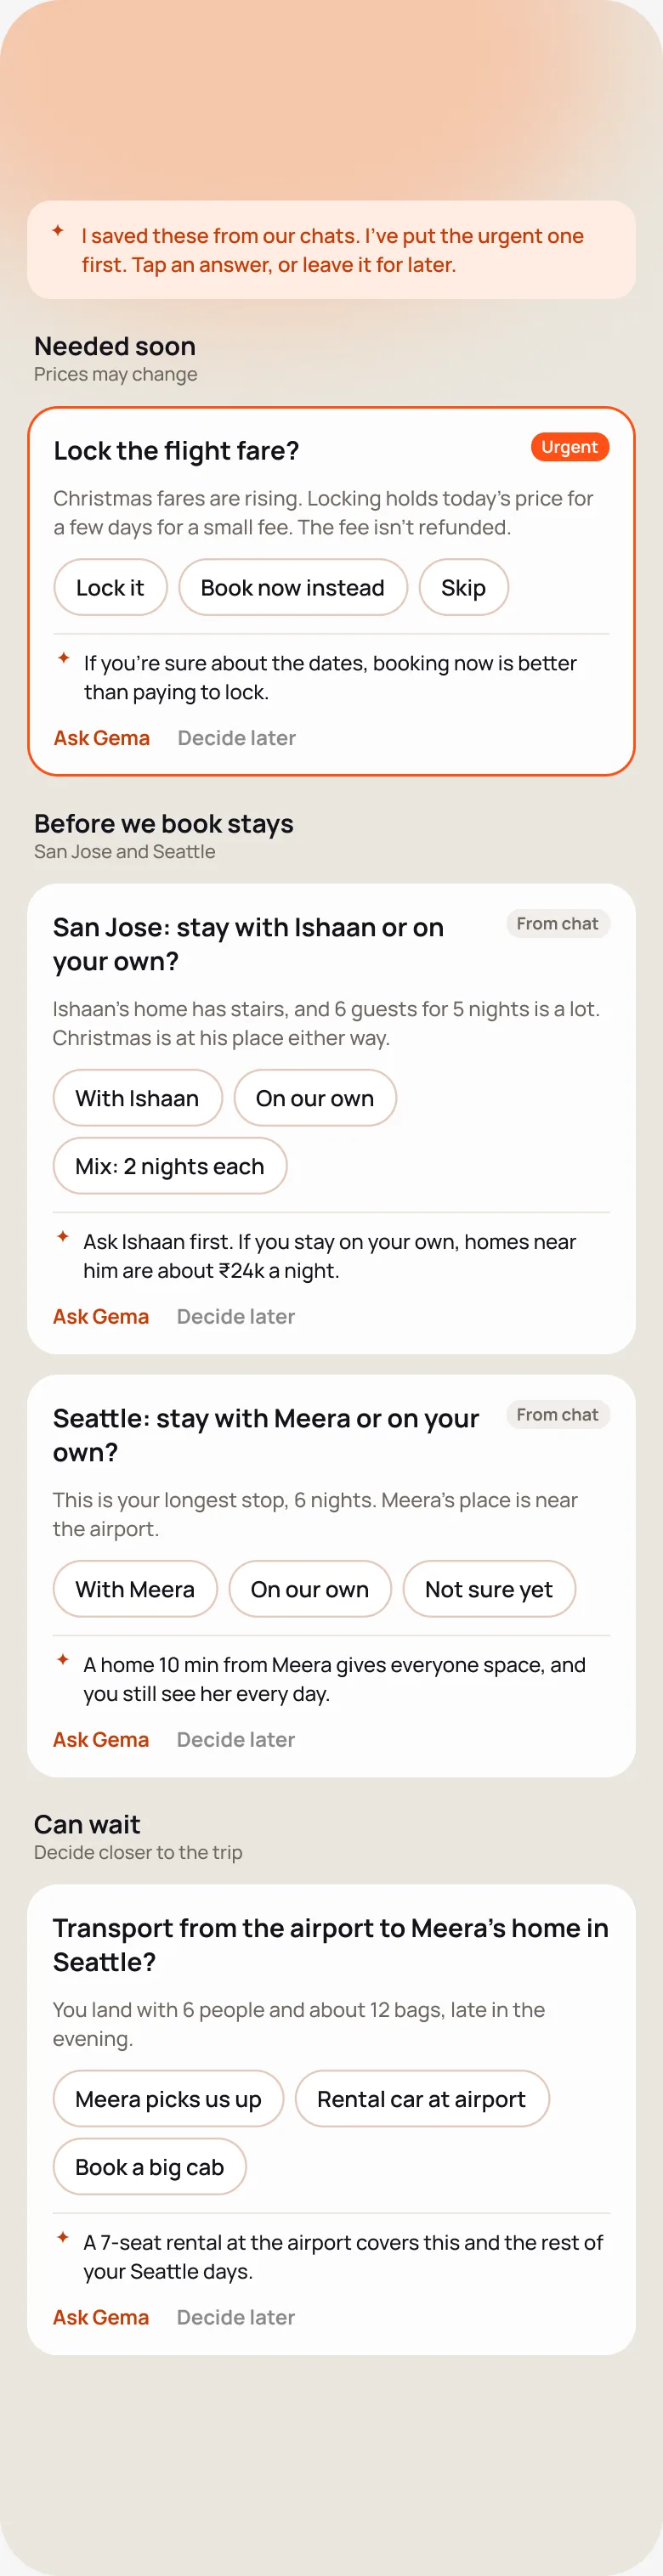 I saved these from our chats. I’ve put the urgent one
first. Tap an answer, or leave it for later.
Needed soon
Prices may change
Lock the flight fare?
Urgent
Christmas fares are rising. Locking holds today’s price for
a few days for a small fee. The fee isn’t refunded.
Lock it
Book now instead
Skip
If you’re sure about the dates, booking now is better
than paying to lock.
Ask Gema
Decide later
Before we book stays
San Jose and Seattle
San Jose: stay with Ishaan or on
your own?
From chat
Ishaan’s home has stairs, and 6 guests for 5 nights is a lot.
Christmas is at his place either way.
With Ishaan
On our own
Mix: 2 nights each
Ask Ishaan first. If you stay on your own, homes near
him are about ₹24k a night.
Ask Gema
Decide later
Seattle: stay with Meera or on your
own?
From chat
This is your longest stop, 6 nights. Meera’s place is near
the airport.
With Meera
On our own
Not sure yet
A home 10 min from Meera gives everyone space, and
you still see her every day.
Ask Gema
Decide later
Can wait
Decide closer to the trip
Transport from the airport to Meera’s home in
Seattle?
You land with 6 people and about 12 bags, late in the
evening.
Meera picks us up
Rental car at airport
Book a big cab
A 7-seat rental at the airport covers this and the rest of
your Seattle days.
Ask Gema
Decide later